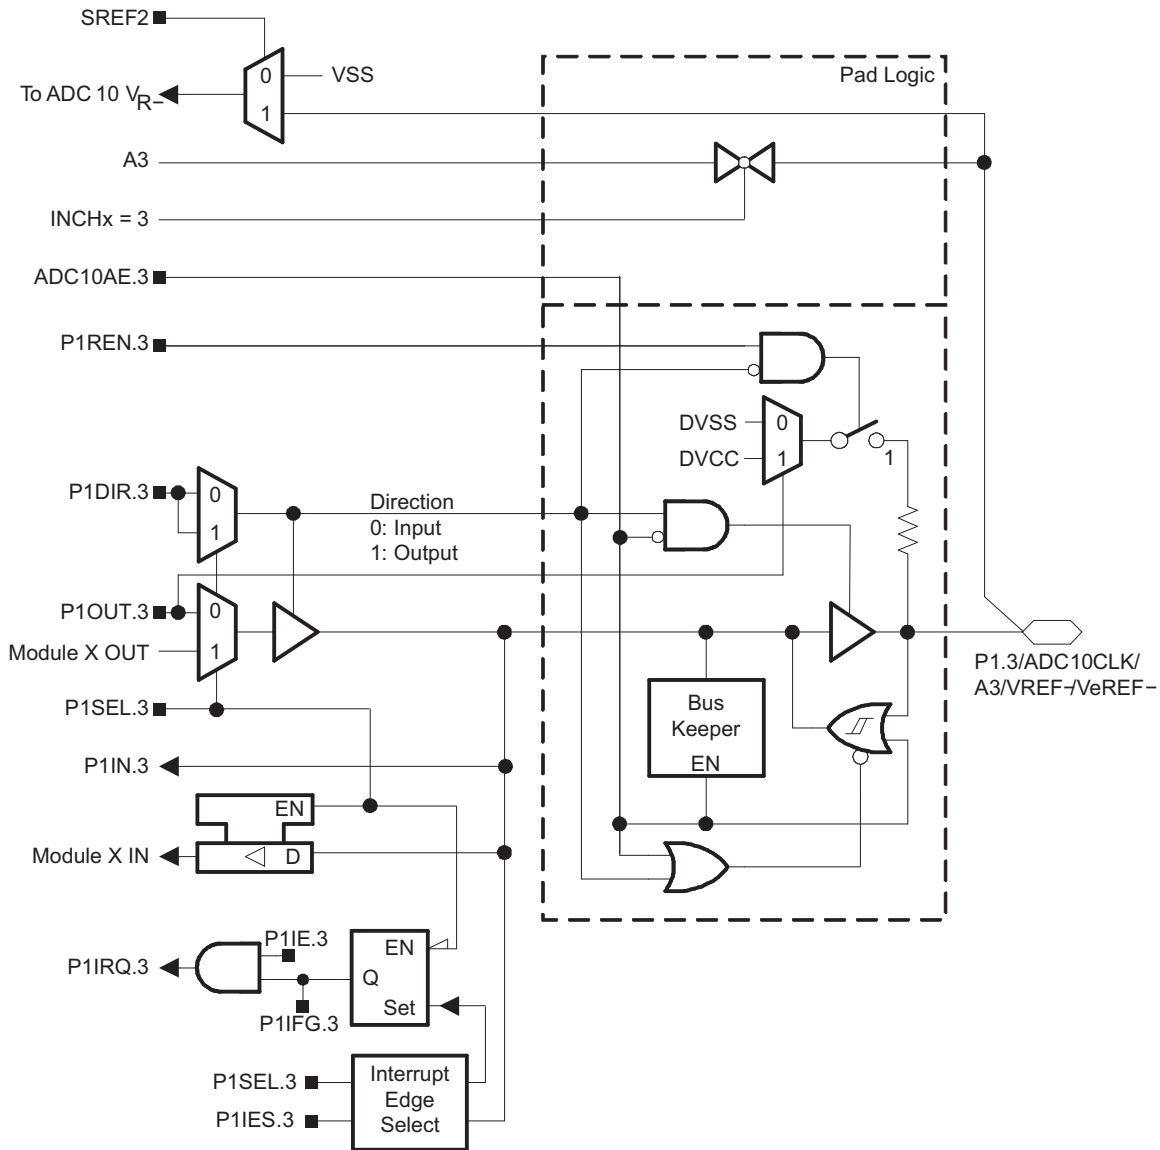 SREF2
0
VSS
To ADC 10 VR−
1
Pad Logic
A3
INCHx = 3
ADC10AE.3
P1REN.3
DVSS
0
DVCC
1
1
P1DIR.3
0
1
Direction
0: Input
1: Output
P1OUT.3
0
Module X OUT
1
P1SEL.3
P1.3/ADC10CLK/
A3/VREF−/VeREF−
Bus
Keeper
EN
P1IN.3
EN
Module X IN
D
P1IE.3
P1IRQ.3
EN
Q
Set
P1IFG.3
P1SEL.3
P1IES.3
Interrupt
Edge
Select